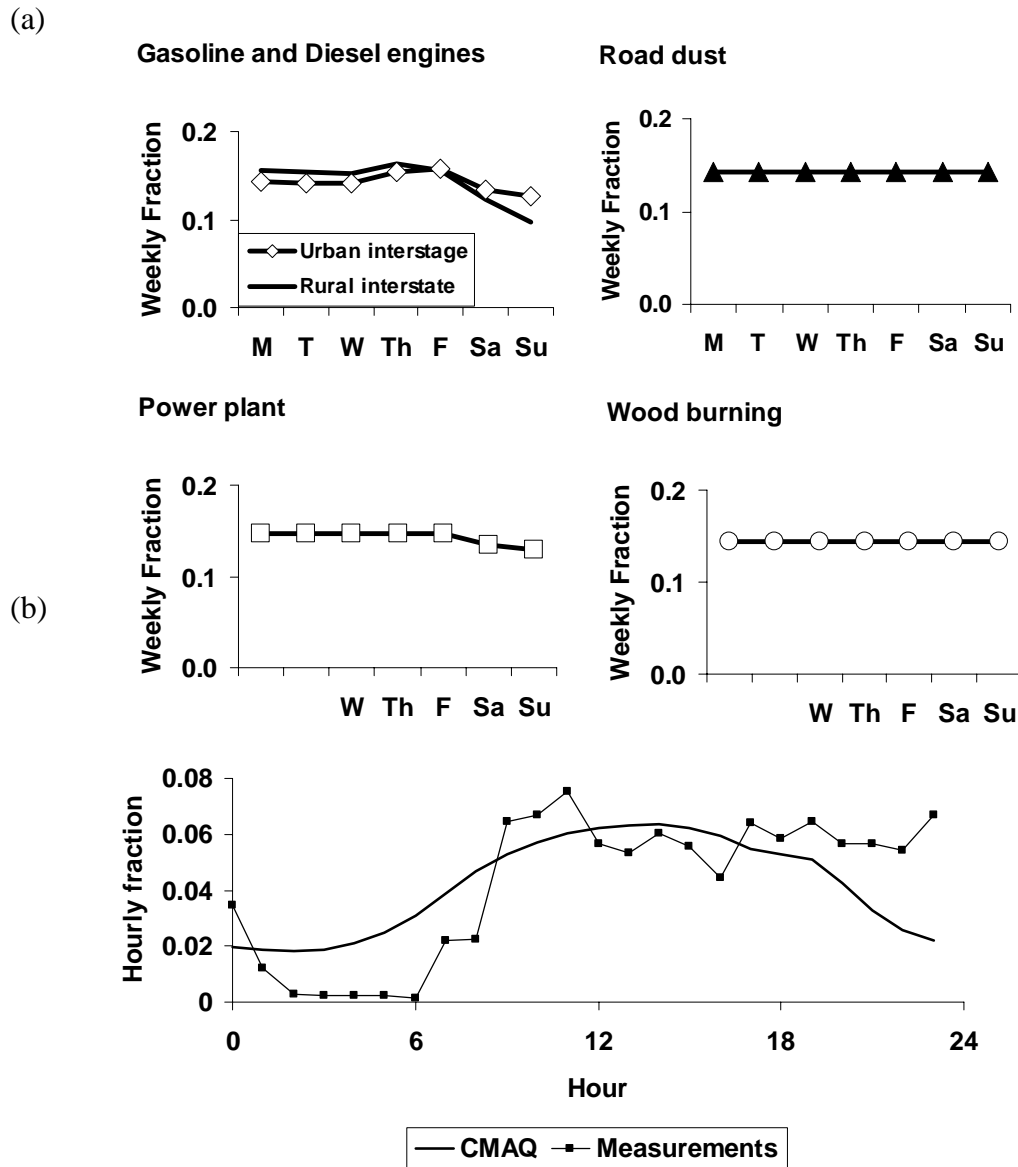 (a)
Gasoline and Diesel engines
Road dust
Weekly Fraction
0.2
0.1
0.0
Urban interstage
Rural interstate
M T W Th F Sa Su
Weekly Fraction
0.2
0.1
0.0
M T W Th F Sa Su
Power plant
Wood burning
Weekly Fraction
0.2
0.1
0.0
W Th F Sa Su
Weekly Fraction
0.2
0.1
0.0
W Th F Sa Su
(b)
Hourly fraction
0.08
0.06
0.04
0.02
0
0 6 12 18 24
Hour
CMAQ Measurements